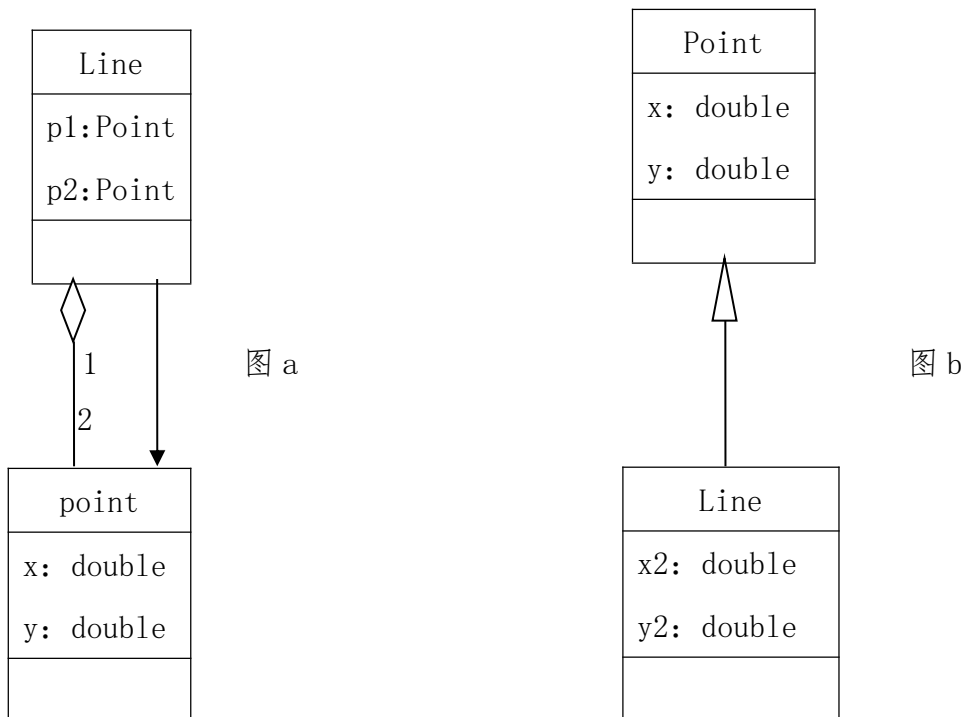 Line
p1:Point
p2:Point
1
2
图 a
point
x: double
y: double
Point
x: double
y: double
图 b
Line
x2: double
y2: double